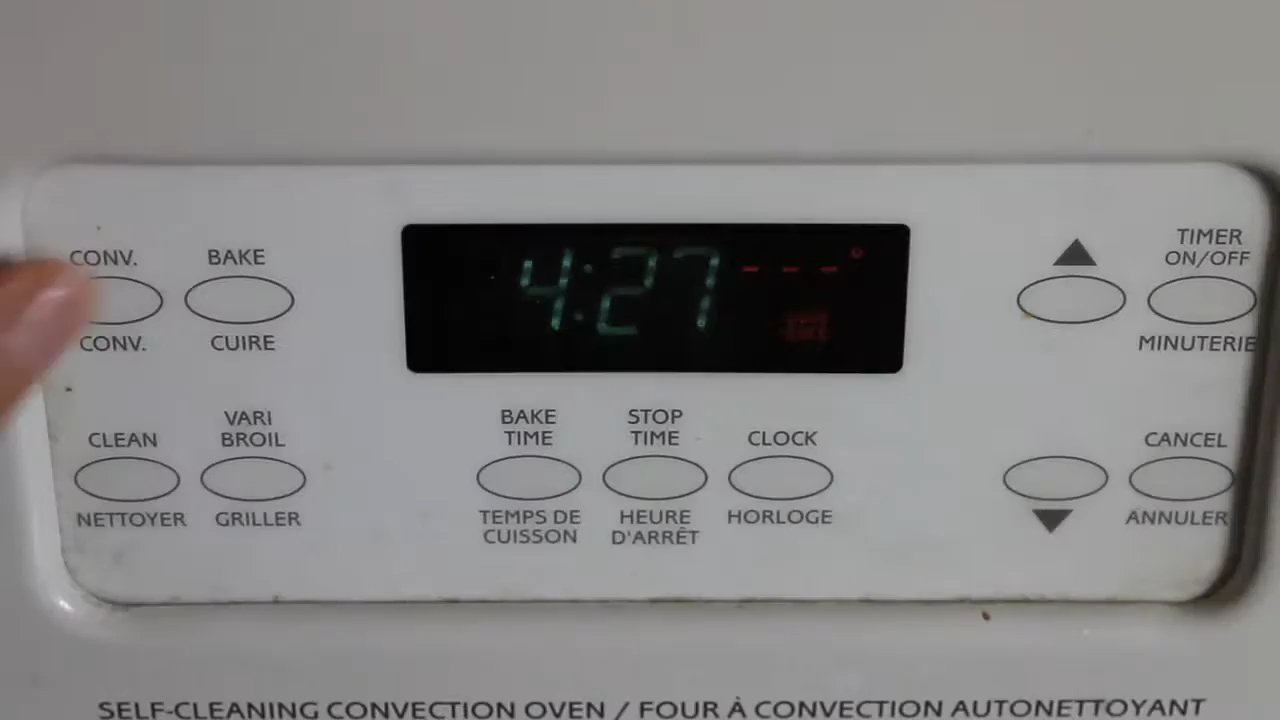 CONV.
BAKE
4:27
- - - °
TIMER
ON/OFF
CONV.
CUIRE
MINUTERIE
CLEAN
VARI
BROIL
BAKE
TIME
STOP
TIME
CLOCK
CANCEL
NETTOYER
GRILLER
TEMPS DE
CUISSON
HEURE
D'ARRÊT
HORLOGE
ANNULER
SELF-CLEANING CONVECTION OVEN / FOUR À CONVECTION AUTONETTOYANT